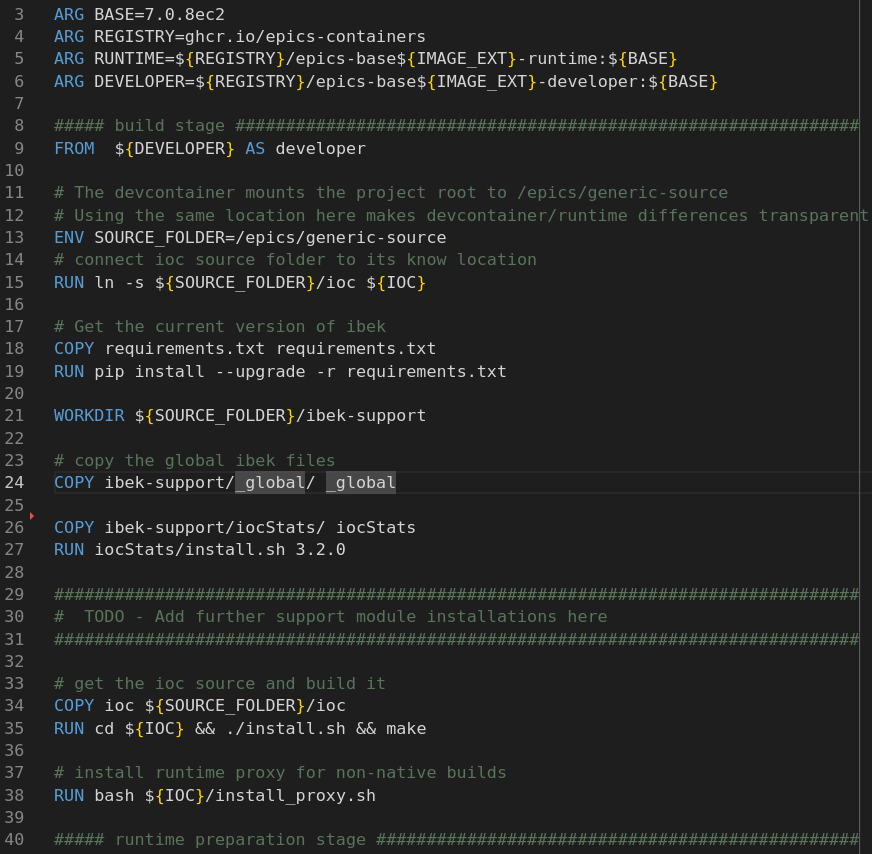 3 ARG BASE=7.0.8ec2
4 ARG REGISTRY=ghcr.io/epics-containers
5 ARG RUNTIME=${REGISTRY}/epics-base${IMAGE_EXT}-runtime:${BASE}
6 ARG DEVELOPER=${REGISTRY}/epics-base${IMAGE_EXT}-developer:${BASE}
7
8 ##### build stage ##############################################################
9 FROM  ${DEVELOPER} AS developer
10
11 # The devcontainer mounts the project root to /epics/generic-source
12 # Using the same location here makes devcontainer/runtime differences transparent
13 ENV SOURCE_FOLDER=/epics/generic-source
14 # connect ioc source folder to its know location
15 RUN ln -s ${SOURCE_FOLDER}/ioc ${IOC}
16
17 # Get the current version of ibek
18 COPY requirements.txt requirements.txt
19 RUN pip install --upgrade -r requirements.txt
20
21 WORKDIR ${SOURCE_FOLDER}/ibek-support
22
23 # copy the global ibek files
24 COPY ibek-support/_global/ _global
25
26 COPY ibek-support/iocStats/ iocStats
27 RUN iocStats/install.sh 3.2.0
28
29 ################################################################################
30 #  TODO - Add further support module installations here
31 ################################################################################
32
33 # get the ioc source and build it
34 COPY ioc ${SOURCE_FOLDER}/ioc
35 RUN cd ${IOC} && ./install.sh && make
36
37 # install runtime proxy for non-native builds
38 RUN bash ${IOC}/install_proxy.sh
39
40 ##### runtime preparation stage ################################################